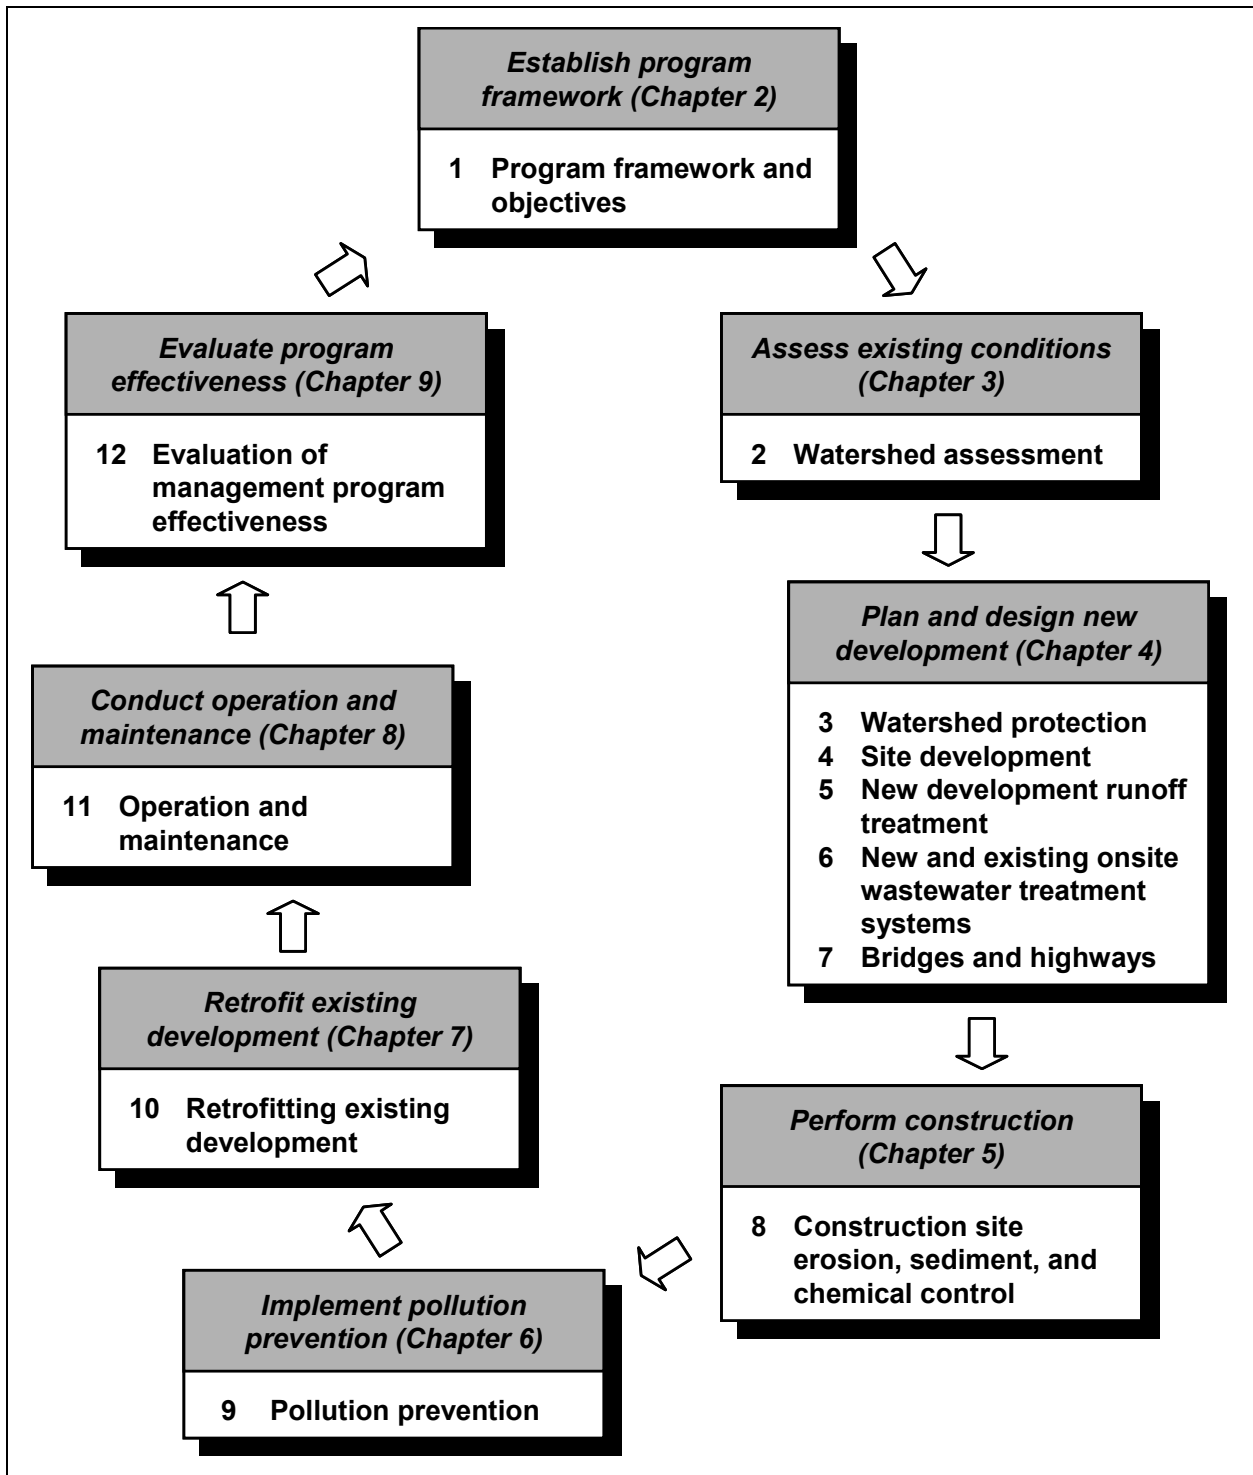 Establish program
framework (Chapter 2)
1 Program framework and
objectives
Assess existing conditions
(Chapter 3)
2 Watershed assessment
Plan and design new
development (Chapter 4)
3 Watershed protection
4 Site development
5 New development runoff
treatment
6 New and existing onsite
wastewater treatment
systems
7 Bridges and highways
Perform construction
(Chapter 5)
8 Construction site
erosion, sediment, and
chemical control
Implement pollution
prevention (Chapter 6)
9 Pollution prevention
Retrofit existing
development (Chapter 7)
10 Retrofitting existing
development
Conduct operation and
maintenance (Chapter 8)
11 Operation and
maintenance
Evaluate program
effectiveness (Chapter 9)
12 Evaluation of
management program
effectiveness